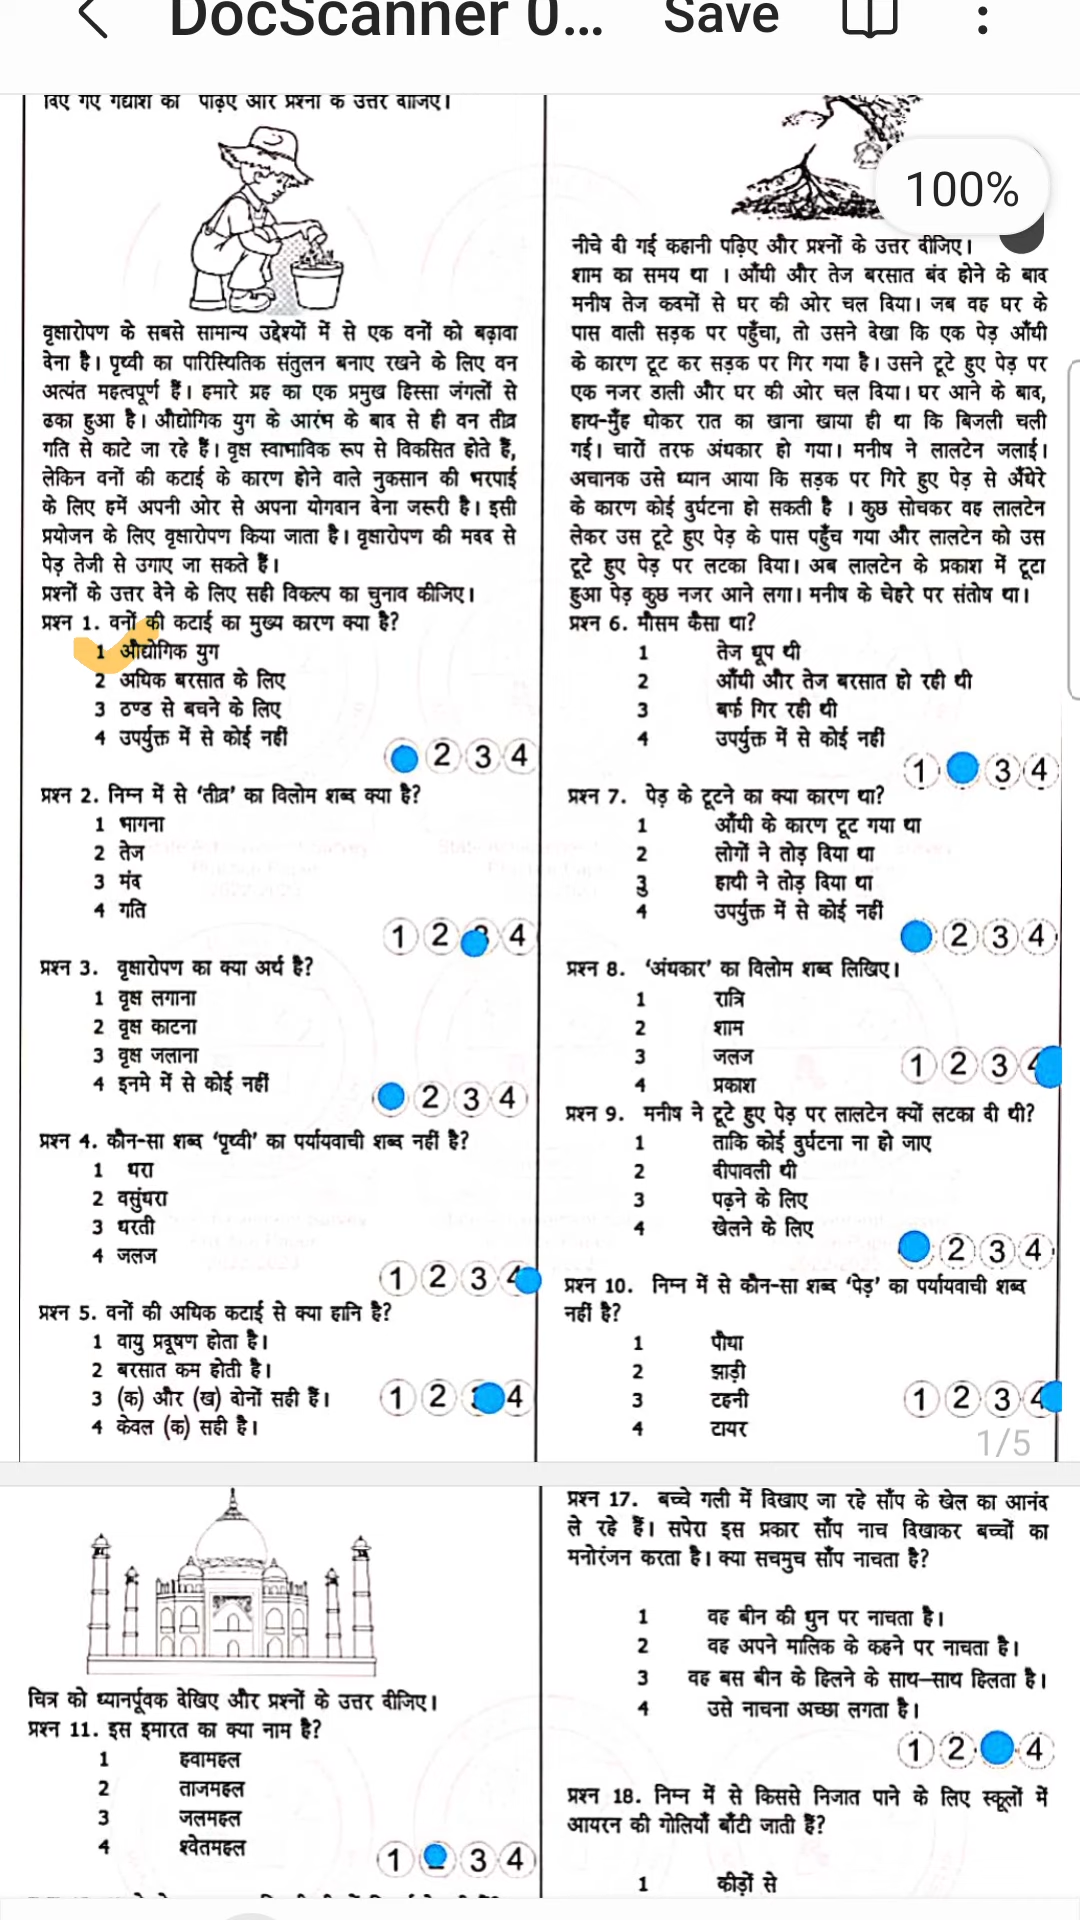 DocScanner 0...
Save
100%
दिए गए गद्यांश को पढ़िए और प्रश्नों के उत्तर दीजिए।
वृक्षारोपण के सबसे सामान्य उद्देश्यों में से एक वनों को बढ़ावा
देना है। पृथ्वी का पारिस्थितिक संतुलन बनाए रखने के लिए वन
अत्यंत महत्वपूर्ण हैं। हमारे ग्रह का एक प्रमुख हिस्सा जंगलों से
ढका हुआ है। औद्योगिक युग के आरंभ के बाद से ही वन तीव्र
गति से काटे जा रहे हैं। वृक्ष स्वाभाविक रूप से विकसित होते हैं,
लेकिन वनों की कटाई के कारण होने वाले नुकसान की भरपाई
के लिए हमें अपनी ओर से अपना योगदान देना जरूरी है। इसी
प्रयोजन के लिए वृक्षारोपण किया जाता है। वृक्षारोपण की मदद से
पेड़ तेजी से उगाए जा सकते हैं।
प्रश्नों के उत्तर देने के लिए सही विकल्प का चुनाव कीजिए।
प्रश्न 1. वनों की कटाई का मुख्य कारण क्या है?
1 औद्योगिक युग
2 अधिक बरसात के लिए
3 ठण्ड से बचने के लिए
4 उपर्युक्त में से कोई नहीं
2 3 4
प्रश्न 2. निम्न में से ‘तीव्र’ का विलोम शब्द क्या है?
1 भागना
2 तेज
3 मंद
4 गति
1 2 4
प्रश्न 3. वृक्षारोपण का क्या अर्थ है?
1 वृक्ष लगाना
2 वृक्ष काटना
3 वृक्ष जलाना
4 इनमे में से कोई नहीं
2 3 4
प्रश्न 4. कौन-सा शब्द ‘पृथ्वी’ का पर्यायवाची शब्द नहीं है?
1 धरा
2 वसुंधरा
3 धरती
4 जलज
1 2 3 4
प्रश्न 5. वनों की अधिक कटाई से क्या हानि है?
1 वायु प्रदूषण होता है।
2 बरसात कम होती है।
3 (क) और (ख) दोनों सही हैं।
4 केवल (क) सही है।
1 2 4
नीचे दी गई कहानी पढ़िए और प्रश्नों के उत्तर दीजिए।
शाम का समय था । आँधी और तेज बरसात बंद होने के बाद
मनीष तेज कदमों से घर की ओर चल दिया। जब वह घर के
पास वाली सड़क पर पहुँचा, तो उसने देखा कि एक पेड़ आँधी
के कारण टूट कर सड़क पर गिर गया है। उसने टूटे हुए पेड़ पर
एक नजर डाली और घर की ओर चल दिया। घर आने के बाद,
हाथ-मुँह धोकर रात का खाना खाया ही था कि बिजली चली
गई। चारों तरफ अंधकार हो गया। मनीष ने लालटेन जलाई।
अचानक उसे ध्यान आया कि सड़क पर गिरे हुए पेड़ से अँधेरे
के कारण कोई दुर्घटना हो सकती है । कुछ सोचकर वह लालटेन
लेकर उस टूटे हुए पेड़ के पास पहुँच गया और लालटेन को उस
टूटे हुए पेड़ पर लटका दिया। अब लालटेन के प्रकाश में टूटा
हुआ पेड़ कुछ नजर आने लगा। मनीष के चेहरे पर संतोष था।
प्रश्न 6. मौसम कैसा था?
1 तेज धूप थी
2 आँधी और तेज बरसात हो रही थी
3 बर्फ गिर रही थी
4 उपर्युक्त में से कोई नहीं
1 3 4
प्रश्न 7. पेड़ के टूटने का क्या कारण था?
1 आँधी के कारण टूट गया था
2 लोगों ने तोड़ दिया था
3 हाथी ने तोड़ दिया था
4 उपर्युक्त में से कोई नहीं
2 3 4
प्रश्न 8. ‘अंधकार’ का विलोम शब्द लिखिए।
1 रात्रि
2 शाम
3 जलज
4 प्रकाश
1 2 3 4
प्रश्न 9. मनीष ने टूटे हुए पेड़ पर लालटेन क्यों लटका दी थी?
1 ताकि कोई दुर्घटना ना हो जाए
2 दीपावली थी
3 पढ़ने के लिए
4 खेलने के लिए
2 3 4
प्रश्न 10. निम्न में से कौन-सा शब्द ‘पेड़’ का पर्यायवाची शब्द
नहीं है?
1 पौधा
2 झाड़ी
3 टहनी
4 टायर
1 2 3 4
1/5
चित्र को ध्यानपूर्वक देखिए और प्रश्नों के उत्तर दीजिए।
प्रश्न 11. इस इमारत का क्या नाम है?
1 हवामहल
2 ताजमहल
3 जलमहल
4 श्वेतमहल
1 2 3 4
प्रश्न 17. बच्चे गली में दिखाए जा रहे साँप के खेल का आनंद
ले रहे हैं। सपेरा इस प्रकार साँप नाच दिखाकर बच्चों का
मनोरंजन करता है। क्या सचमुच साँप नाचता है?
1 वह बीन की धुन पर नाचता है।
2 वह अपने मालिक के कहने पर नाचता है।
3 वह बस बीन के हिलने के साथ-साथ हिलता है।
4 उसे नाचना अच्छा लगता है।
1 2 4
प्रश्न 18. निम्न में से किससे निजात पाने के लिए स्कूलों में
आयरन की गोलियाँ बाँटी जाती हैं?
1 कीड़ों से